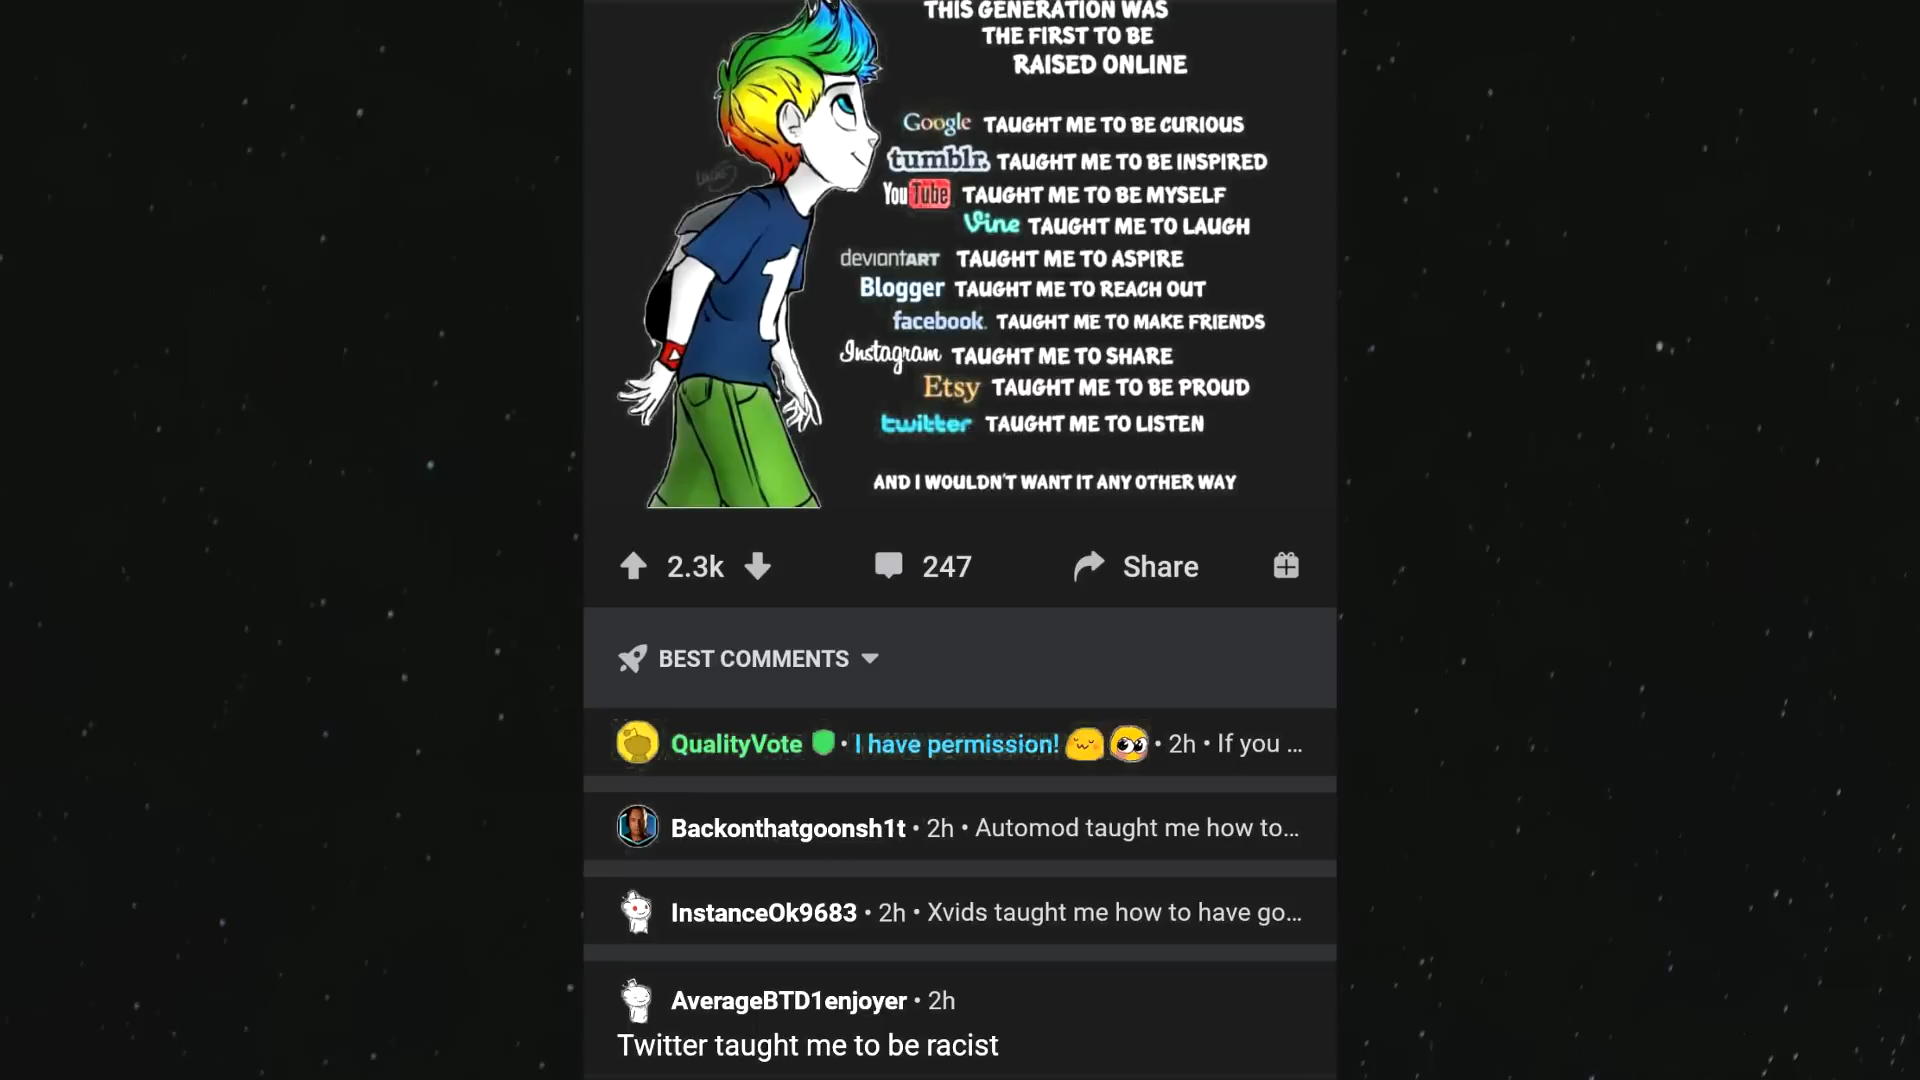 THIS GENERATION WAS
THE FIRST TO BE
RAISED ONLINE
Google TAUGHT ME TO BE CURIOUS
tumblr. TAUGHT ME TO BE INSPIRED
YouTube TAUGHT ME TO BE MYSELF
Vine TAUGHT ME TO LAUGH
deviantART TAUGHT ME TO ASPIRE
Blogger TAUGHT ME TO REACH OUT
facebook. TAUGHT ME TO MAKE FRIENDS
Instagram TAUGHT ME TO SHARE
Etsy TAUGHT ME TO BE PROUD
twitter TAUGHT ME TO LISTEN
AND I WOULDN'T WANT IT ANY OTHER WAY
1
2.3k 247 Share
BEST COMMENTS
QualityVote • I have permission! • 2h • If you ...
Backonthatgoonsh1t • 2h • Automod taught me how to...
InstanceOk9683 • 2h • Xvids taught me how to have go...
AverageBTD1enjoyer • 2h
Twitter taught me to be racist